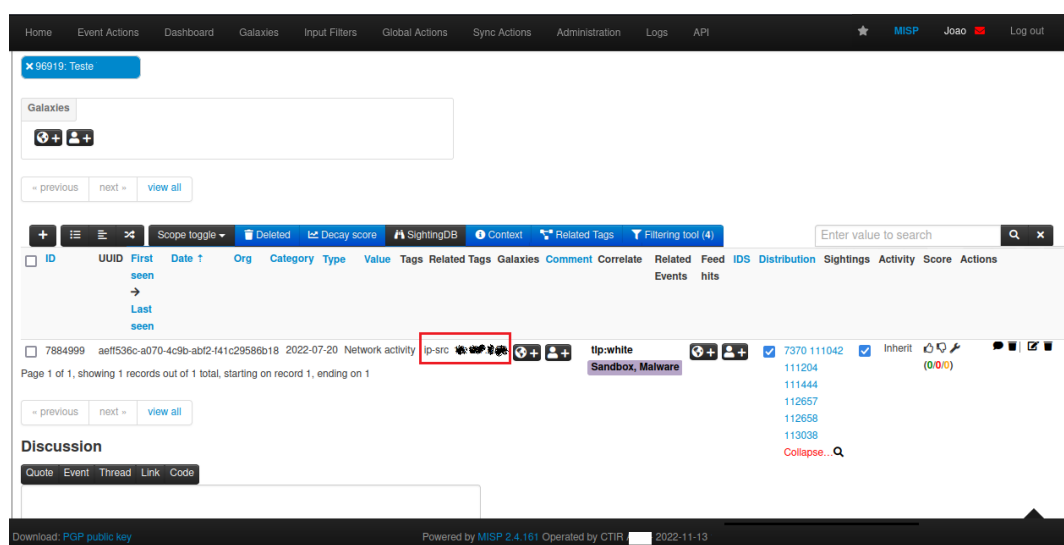 Home Event Actions Dashboard Galaxies Input Filters Global Actions Sync Actions Administration Logs API MISP Joao Log out
96919: Teste
Galaxies
« previous next » view all
Scope toggle Deleted Decay score SightingDB Context Related Tags Filtering tool (4) Enter value to search
ID UUID First seen → Last seen Date ↑ Org Category Type Value Tags Related Tags Galaxies Comment Correlate Related Events Feed hits IDS Distribution Sightings Activity Score Actions
7884999 aeff536c-a070-4c9b-abf2-f41c29586b18 2022-07-20 Network activity ip-src tlp:white 7370 111042 Inherit
Sandbox, Malware 111204 (0/0/0)
111444
112657
112658
113038
Collapse…
Page 1 of 1, showing 1 records out of 1 total, starting on record 1, ending on 1
« previous next » view all
Discussion
Quote Event Thread Link Code
Download: PGP public key Powered by MISP 2.4.161 Operated by CTIR 2022-11-13